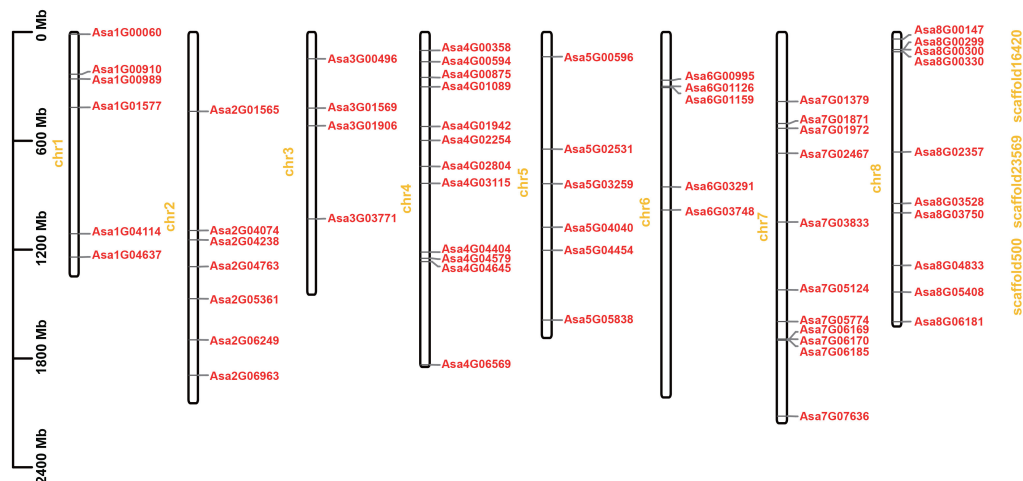 0 Mb
600 Mb
1200 Mb
1800 Mb
2400 Mb
chr1
Asa1G00060
Asa1G00910
Asa1G00989
Asa1G01577
Asa1G04114
Asa1G04637
chr2
Asa2G01565
Asa2G04074
Asa2G04238
Asa2G04763
Asa2G05361
Asa2G06249
Asa2G06963
chr3
Asa3G00496
Asa3G01569
Asa3G01906
Asa3G03771
chr4
Asa4G00358
Asa4G00594
Asa4G00875
Asa4G01089
Asa4G01942
Asa4G02254
Asa4G02804
Asa4G03115
Asa4G04404
Asa4G04579
Asa4G04645
Asa4G06569
chr5
Asa5G00596
Asa5G02531
Asa5G03259
Asa5G04040
Asa5G04454
Asa5G05838
chr6
Asa6G00995
Asa6G01126
Asa6G01159
Asa6G03291
Asa6G03748
chr7
Asa7G01379
Asa7G01871
Asa7G01972
Asa7G02467
Asa7G03833
Asa7G05124
Asa7G05774
Asa7G06169
Asa7G06170
Asa7G06185
Asa7G07636
chr8
Asa8G00147
Asa8G00299
Asa8G00300
Asa8G00330
Asa8G02357
Asa8G03528
Asa8G03750
Asa8G04833
Asa8G05408
Asa8G06181
scaffold500 scaffold23569 scaffold16420